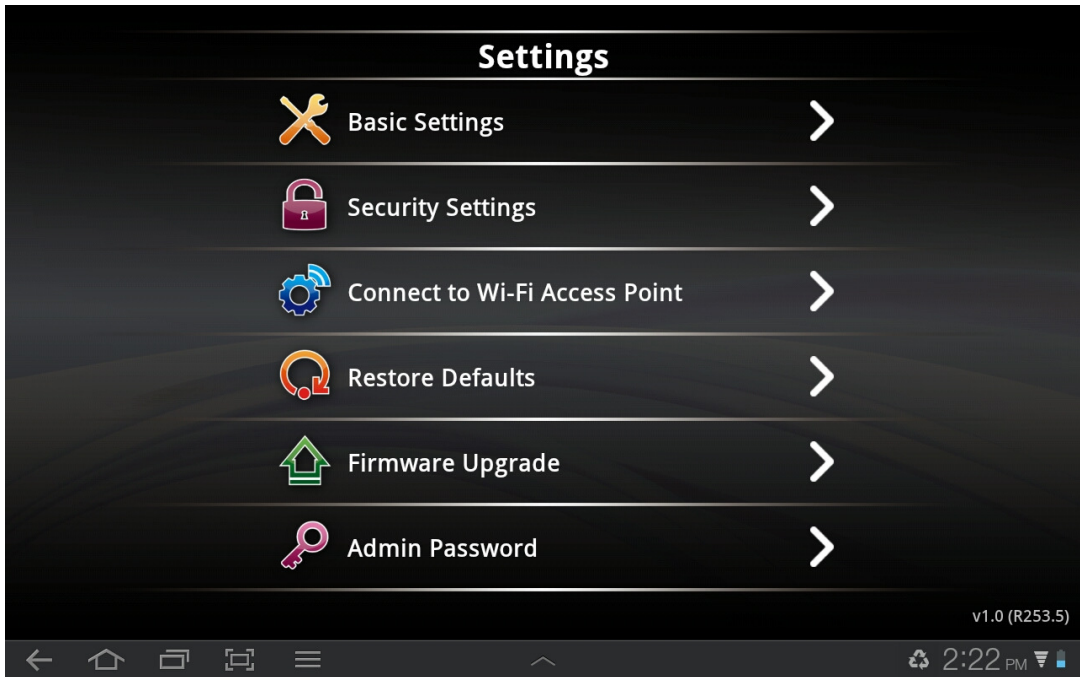 Settings
Basic Settings
Security Settings
Connect to Wi-Fi Access Point
Restore Defaults
Firmware Upgrade
Admin Password
v1.0 (R253.5)
2:22 PM